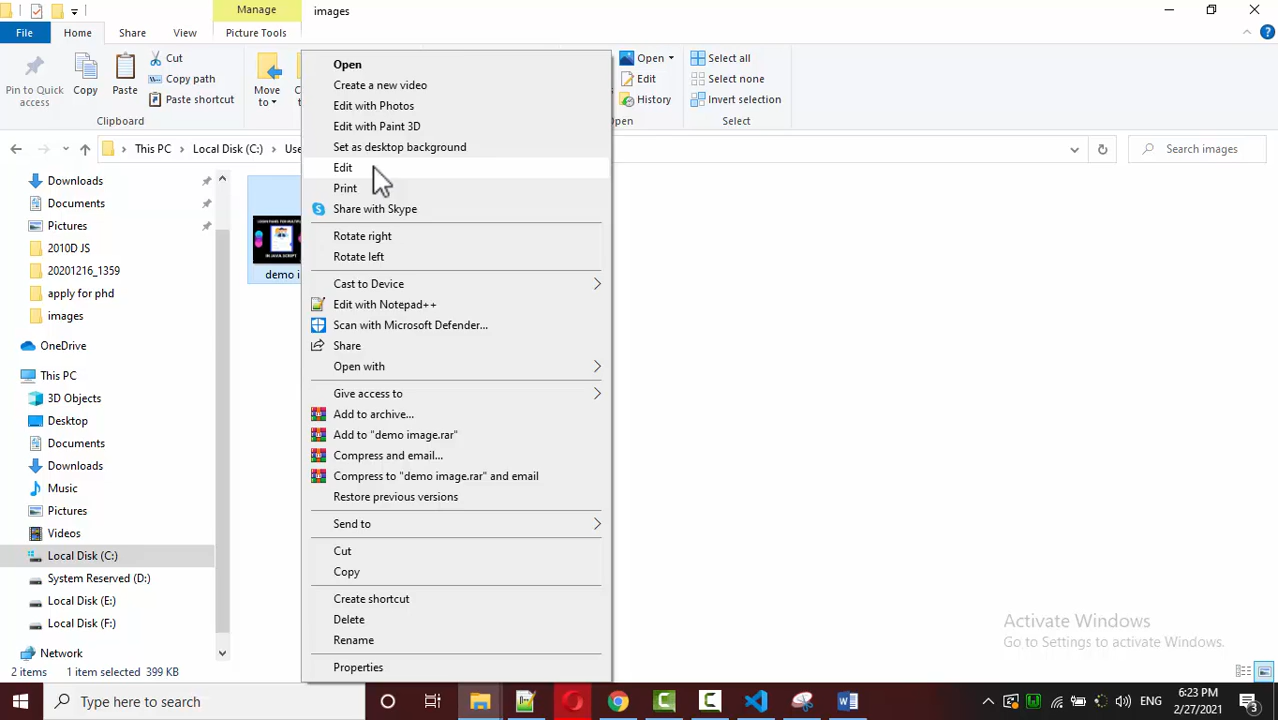 Manage
images
File
Home
Share
View
Picture Tools
Pin to Quick access
Copy
Paste
Cut
Copy path
Paste shortcut
Move to
Open
Edit
History
Select all
Select none
Invert selection
Clipboard
Select
This PC
Local Disk (C:)
Search images
Downloads
Documents
Pictures
2010D JS
20201216_1359
apply for phd
images
OneDrive
This PC
3D Objects
Desktop
Documents
Downloads
Music
Pictures
Videos
Local Disk (C:)
System Reserved (D:)
Local Disk (E:)
Local Disk (F:)
Network
IN JAVA SCRIPT
demo i
Open
Create a new video
Edit with Photos
Edit with Paint 3D
Set as desktop background
Edit
Print
Share with Skype
Rotate right
Rotate left
Cast to Device
Edit with Notepad++
Scan with Microsoft Defender...
Share
Open with
Give access to
Add to archive...
Add to "demo image.rar"
Compress and email...
Compress to "demo image.rar" and email
Restore previous versions
Send to
Cut
Copy
Create shortcut
Delete
Rename
Properties
Activate Windows
Go to Settings to activate Windows.
2 items
1 item selected 399 KB
Type here to search
ENG
6:23 PM
2/27/2021
3